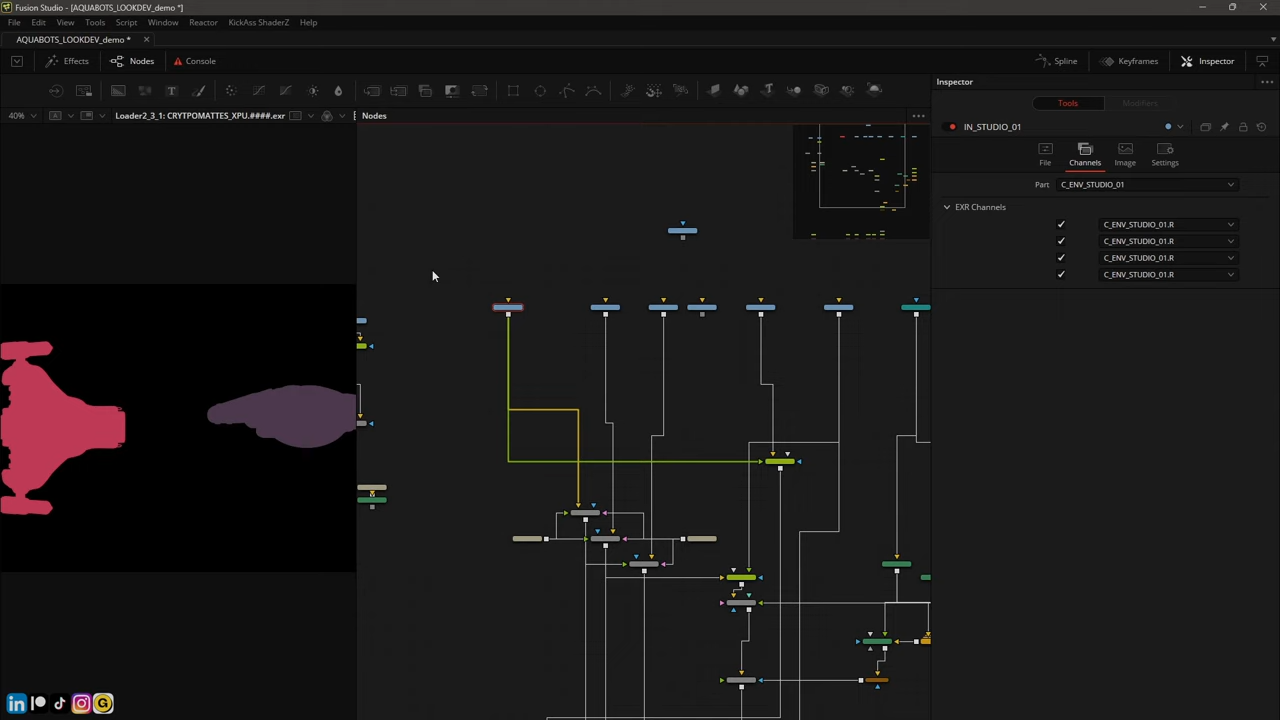 Fusion Studio - [AQUABOTS_LOOKDEV_demo *]
File Edit View Tools Script Window Reactor KickAss ShaderZ Help
AQUABOTS_LOOKDEV_demo *
Effects Nodes Console Spline Keyframes Inspector
Inspector
Tools Modifiers
40% Loader2_3_1: CRYTPOMATTES_XPU.####.exr Nodes
IN_STUDIO_01
File Channels Image Settings
Part C_ENV_STUDIO_01
EXR Channels
C_ENV_STUDIO_01.R
C_ENV_STUDIO_01.R
C_ENV_STUDIO_01.R
C_ENV_STUDIO_01.R
in G